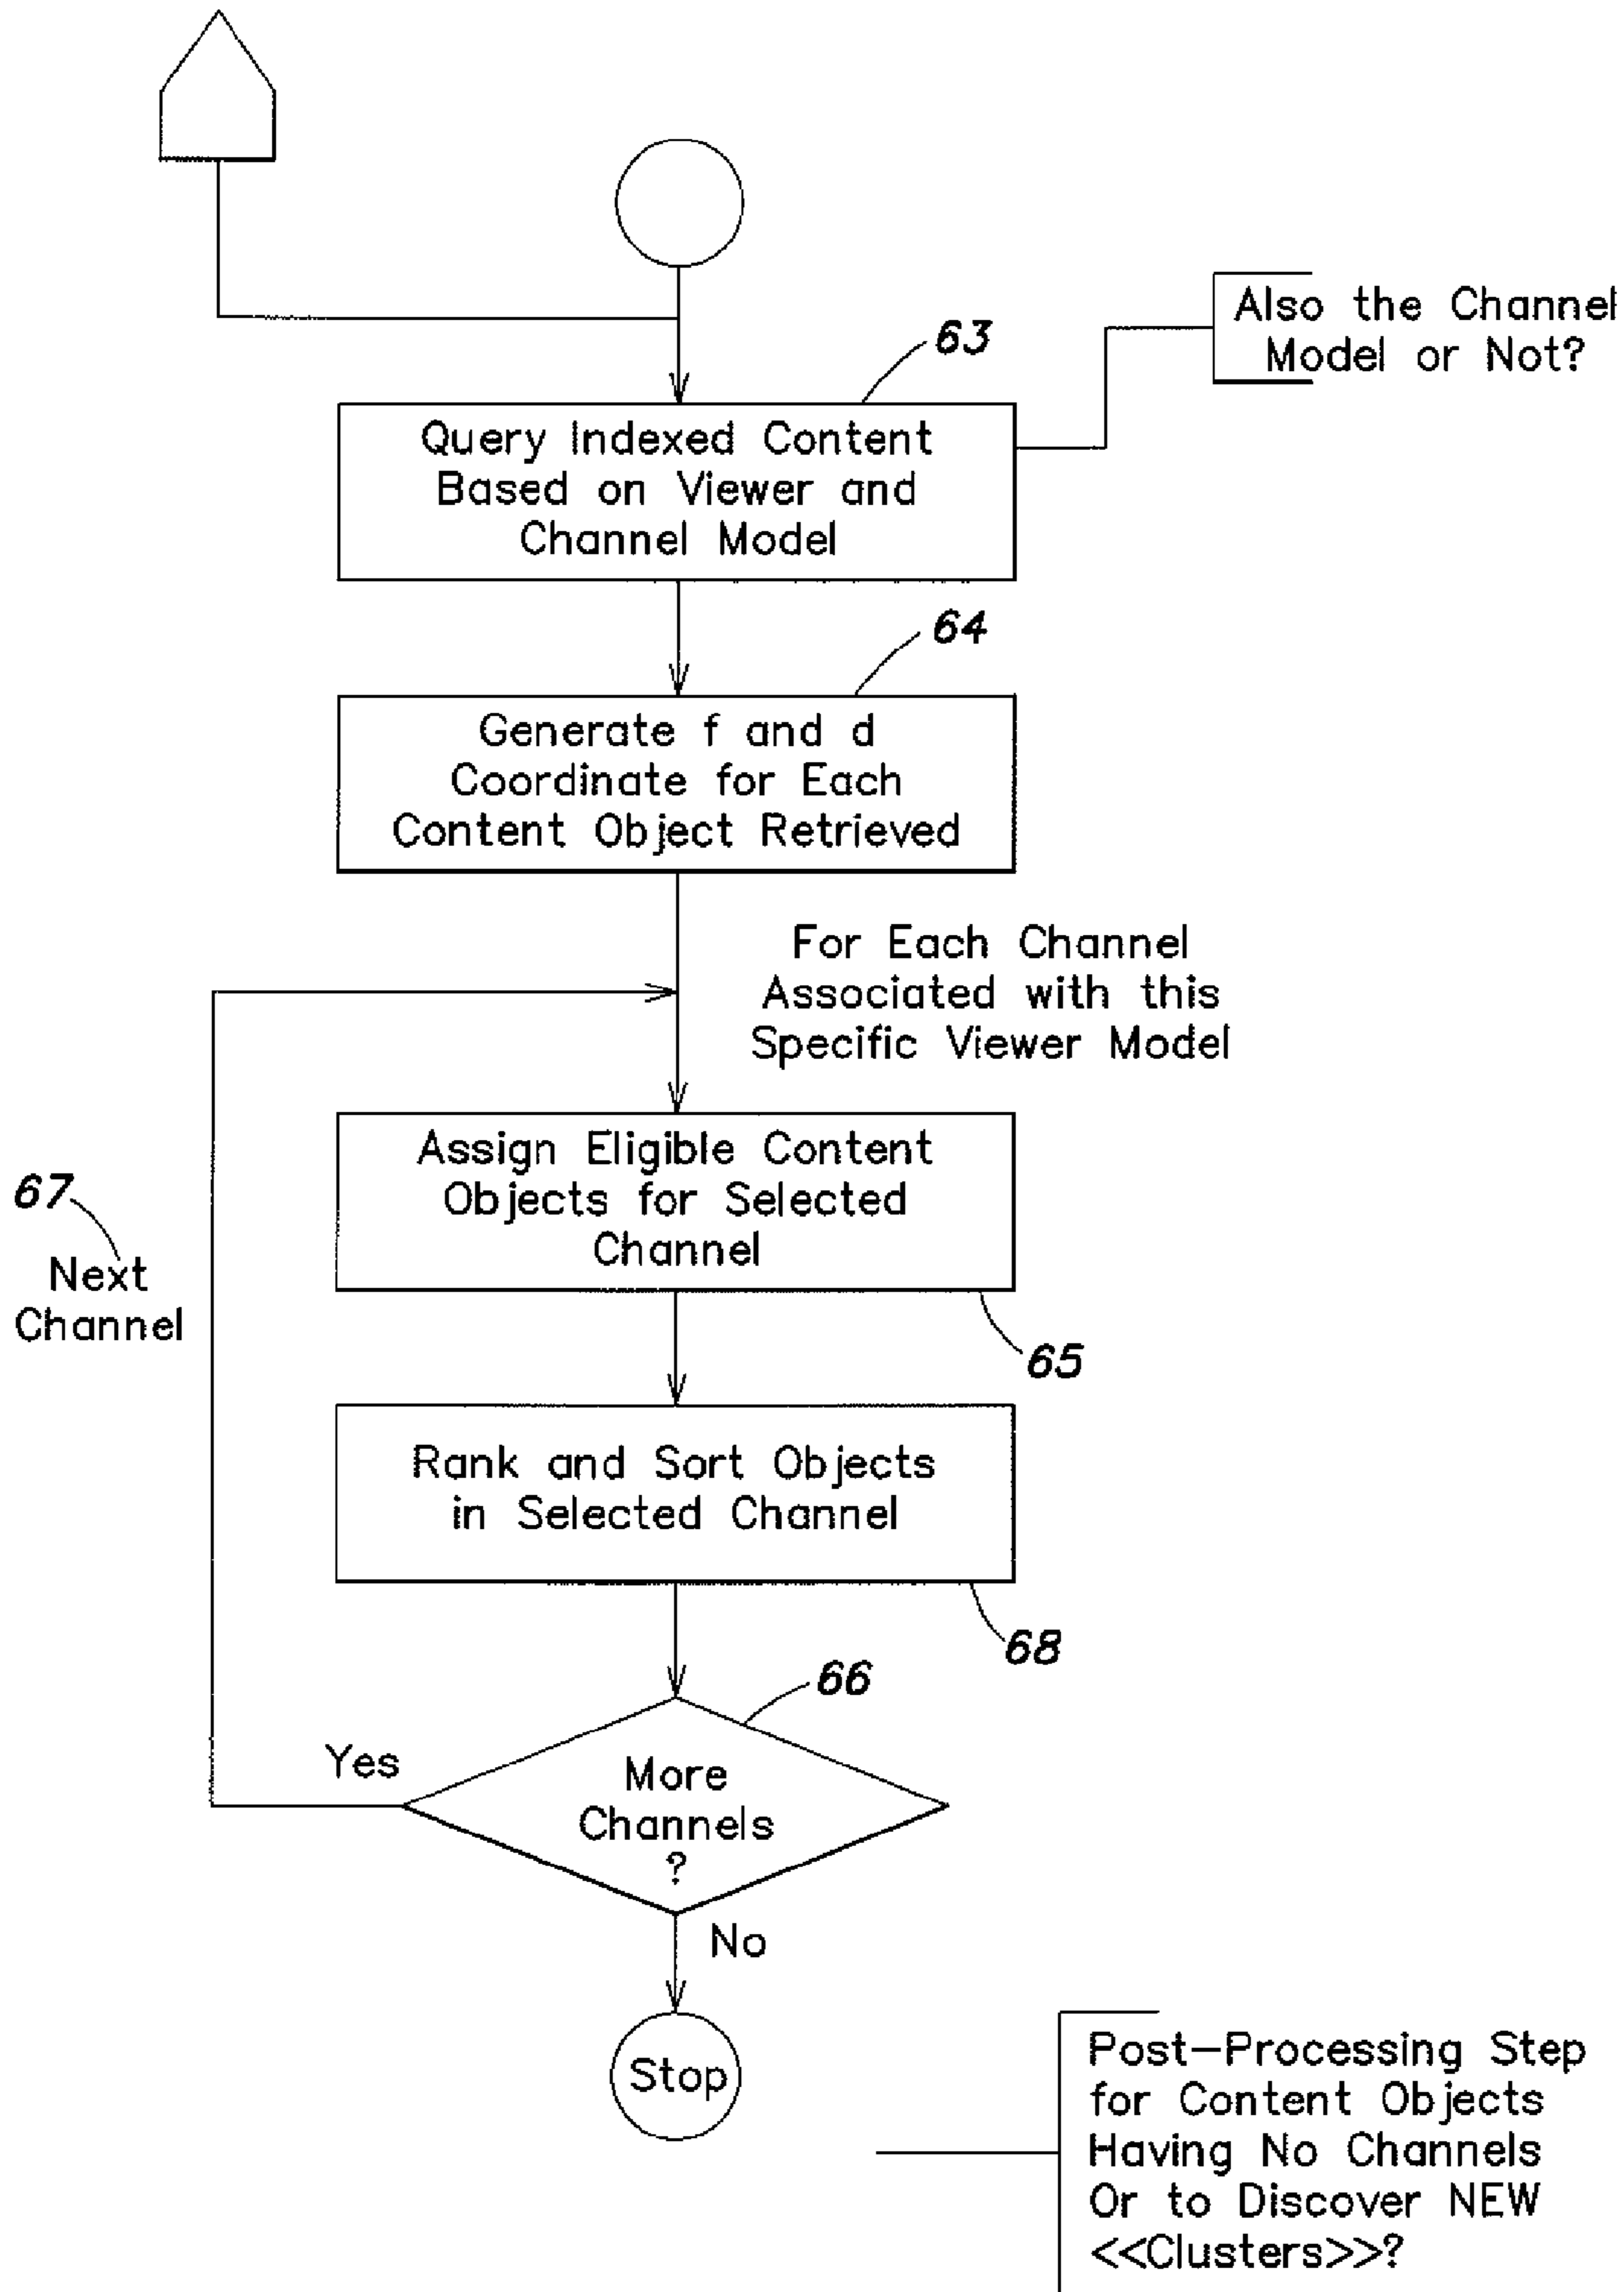 63
Also the Channel
Model or Not?
Query Indexed Content
Based on Viewer and
Channel Model
64
Generate f and d
Coordinate for Each
Content Object Retrieved
For Each Channel
Associated with this
Specific Viewer Model
Assign Eligible Content
Objects for Selected
Channel
67
Next
Channel
65
Rank and Sort Objects
in Selected Channel
68
66
Yes
More
Channels
?
No
Stop
Post-Processing Step
for Content Objects
Having No Channels
Or to Discover NEW
<<Clusters>>?